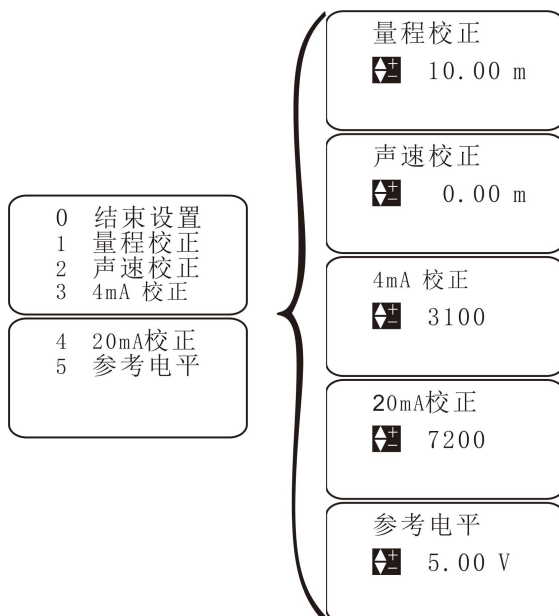 0 结束设置
1 量程校正
2 声速校正
3 4mA 校正
4 20mA校正
5 参考电平
量程校正
10.00 m
声速校正
0.00 m
4mA 校正
3100
20mA校正
7200
参考电平
5.00 V